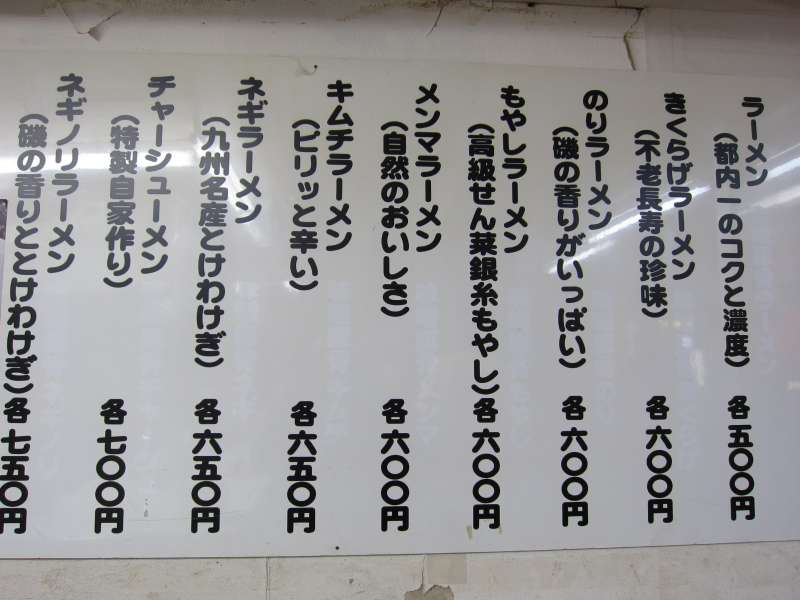 ラーメン
（都内一のコクと濃度）各五〇〇円
きくらげラーメン
（不老長寿の珍味）各六〇〇円
のりラーメン
（磯の香りがいっぱい）各六〇〇円
もやしラーメン
（高級せん菜銀糸もやし）各六〇〇円
メンマラーメン
（自然のおいしさ）各六〇〇円
キムチラーメン
（ピリッと辛い）各六五〇円
ネギラーメン
（九州名産とけわけぎ）各六五〇円
チャーシューメン
（特製自家作り）各七〇〇円
ネギノリラーメン
（磯の香りととけわけぎ）各七五〇円